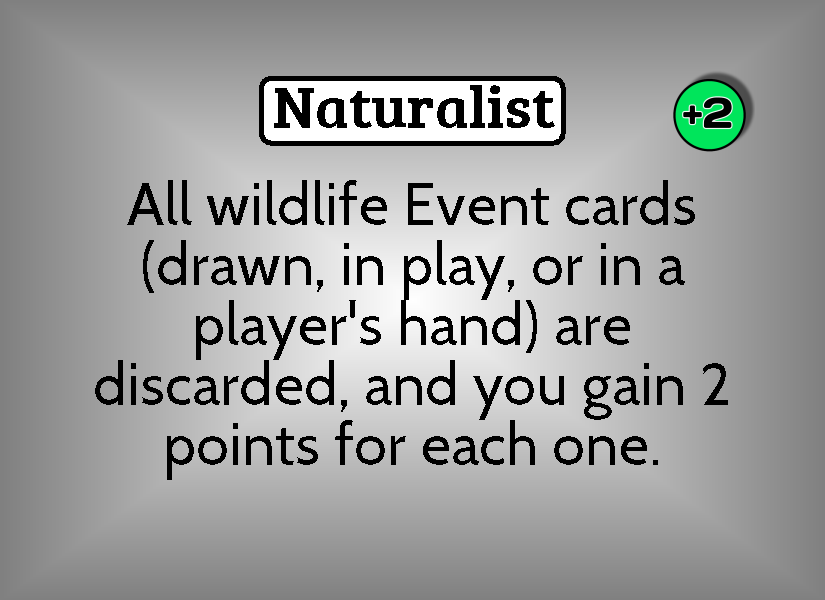 Naturalist
+2
All wildlife Event cards
(drawn, in play, or in a
player's hand) are
discarded, and you gain 2
points for each one.